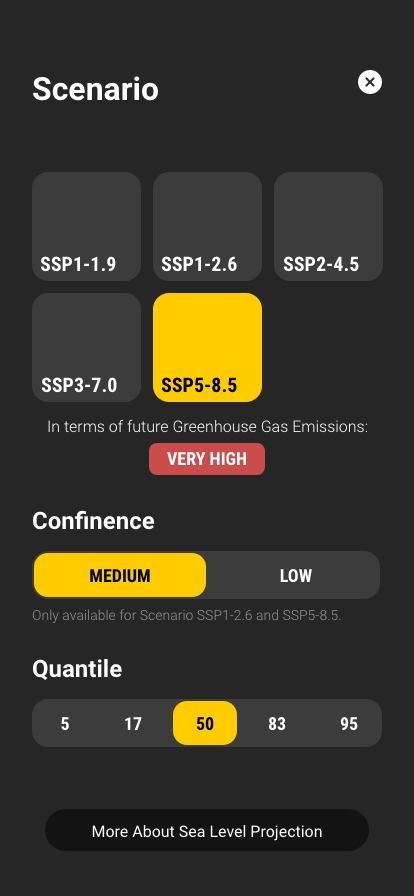 Scenario
SSP1-1.9
SSP1-2.6
SSP2-4.5
SSP3-7.0
SSP5-8.5
In terms of future Greenhouse Gas Emissions:
VERY HIGH
Confinence
MEDIUM
LOW
Only available for Scenario SSP1-2.6 and SSP5-8.5.
Quantile
5
17
50
83
95
More About Sea Level Projection